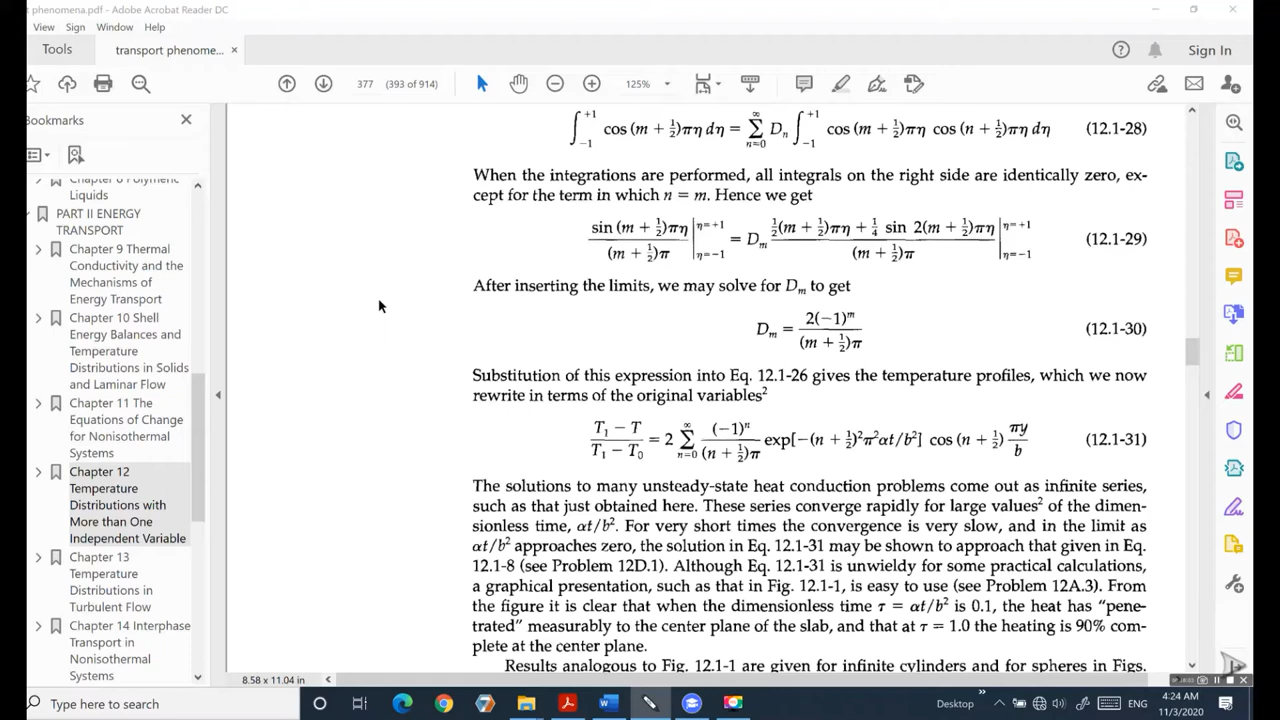 t phenomena.pdf - Adobe Acrobat Reader DC
View Sign Window Help
Tools
transport phenome... ×
Sign In
377 (393 of 914)
125%
Bookmarks
Chapter 8 Polymeric
Liquids
PART II ENERGY
TRANSPORT
Chapter 9 Thermal
Conductivity and the
Mechanisms of
Energy Transport
Chapter 10 Shell
Energy Balances and
Temperature
Distributions in Solids
and Laminar Flow
Chapter 11 The
Equations of Change
for Nonisothermal
Systems
Chapter 12
Temperature
Distributions with
More than One
Independent Variable
Chapter 13
Temperature
Distributions in
Turbulent Flow
Chapter 14 Interphase
Transport in
Nonisothermal
Systems
∫_{-1}^{+1} cos (m + ½)πη dη = Σ_{n=0}^{∞} D_n ∫_{-1}^{+1} cos (m + ½)πη cos (n + ½)πη dη (12.1-28)
When the integrations are performed, all integrals on the right side are identically zero, ex-
cept for the term in which n = m. Hence we get
sin (m + ½)πη / (m + ½)π |_{η=-1}^{η=+1} = D_m ½(m + ½)πη + ¼ sin 2(m + ½)πη / (m + ½)π |_{η=-1}^{η=+1} (12.1-29)
After inserting the limits, we may solve for D_m to get
D_m = 2(−1)^m / (m + ½)π (12.1-30)
Substitution of this expression into Eq. 12.1-26 gives the temperature profiles, which we now
rewrite in terms of the original variables²
T₁ − T / T₁ − T₀ = 2 Σ_{n=0}^{∞} (−1)^n / (n + ½)π exp[−(n + ½)²π²αt/b²] cos (n + ½) πy / b (12.1-31)
The solutions to many unsteady-state heat conduction problems come out as infinite series,
such as that just obtained here. These series converge rapidly for large values² of the dimen-
sionless time, αt/b². For very short times the convergence is very slow, and in the limit as
αt/b² approaches zero, the solution in Eq. 12.1-31 may be shown to approach that given in Eq.
12.1-8 (see Problem 12D.1). Although Eq. 12.1-31 is unwieldy for some practical calculations,
a graphical presentation, such as that in Fig. 12.1-1, is easy to use (see Problem 12A.3). From
the figure it is clear that when the dimensionless time τ = αt/b² is 0.1, the heat has "pene-
trated" measurably to the center plane of the slab, and that at τ = 1.0 the heating is 90% com-
plete at the center plane.
Results analogous to Fig. 12.1-1 are given for infinite cylinders and for spheres in Figs.
8.58 x 11.04 in
Type here to search
Desktop
ENG
4:24 AM
11/3/2020